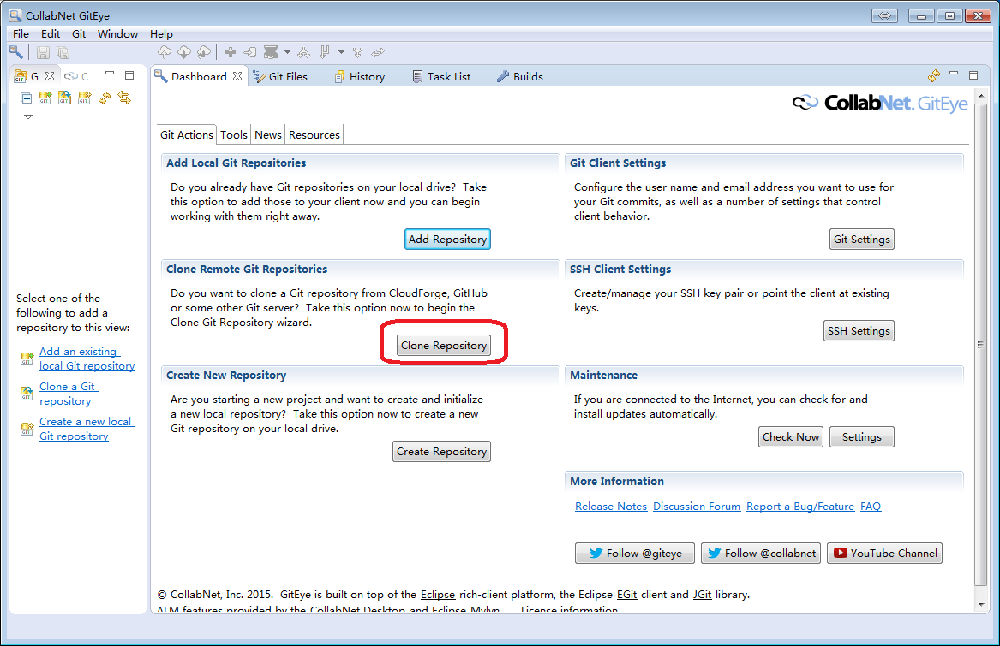 CollabNet GitEye
File Edit Git Window Help
G C
Dashboard Git Files History Task List Builds
CollabNet. GitEye
Git Actions Tools News Resources
Add Local Git Repositories
Do you already have Git repositories on your local drive?  Take
this option to add those to your client now and you can begin
working with them right away.
Add Repository
Git Client Settings
Configure the user name and email address you want to use for
your Git commits, as well as a number of settings that control
client behavior.
Git Settings
Clone Remote Git Repositories
Do you want to clone a Git repository from CloudForge, GitHub
or some other Git server?  Take this option now to begin the
Clone Git Repository wizard.
Clone Repository
SSH Client Settings
Create/manage your SSH key pair or point the client at existing
keys.
SSH Settings
Select one of the
following to add a
repository to this view:
Add an existing
local Git repository
Clone a Git
repository
Create a new local
Git repository
Create New Repository
Are you starting a new project and want to create and initialize
a new local repository?  Take this option now to create a new
Git repository on your local drive.
Create Repository
Maintenance
If you are connected to the Internet, you can check for and
install updates automatically.
Check Now Settings
More Information
Release Notes Discussion Forum Report a Bug/Feature FAQ
Follow @giteye Follow @collabnet YouTube Channel
© CollabNet, Inc. 2015.  GitEye is built on top of the Eclipse rich-client platform, the Eclipse EGit client and JGit library.
ALM features provided by the CollabNet Desktop and Eclipse Mylyn. License information